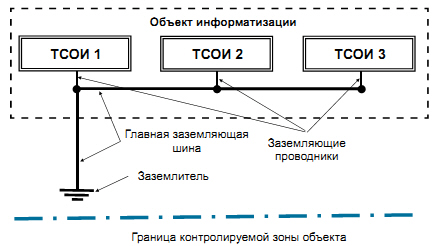 Объект информатизации
ТСОИ 1
ТСОИ 2
ТСОИ 3
Главная заземляющая
шина
Заземляющие
проводники
Заземлитель
Граница контролируемой зоны объекта